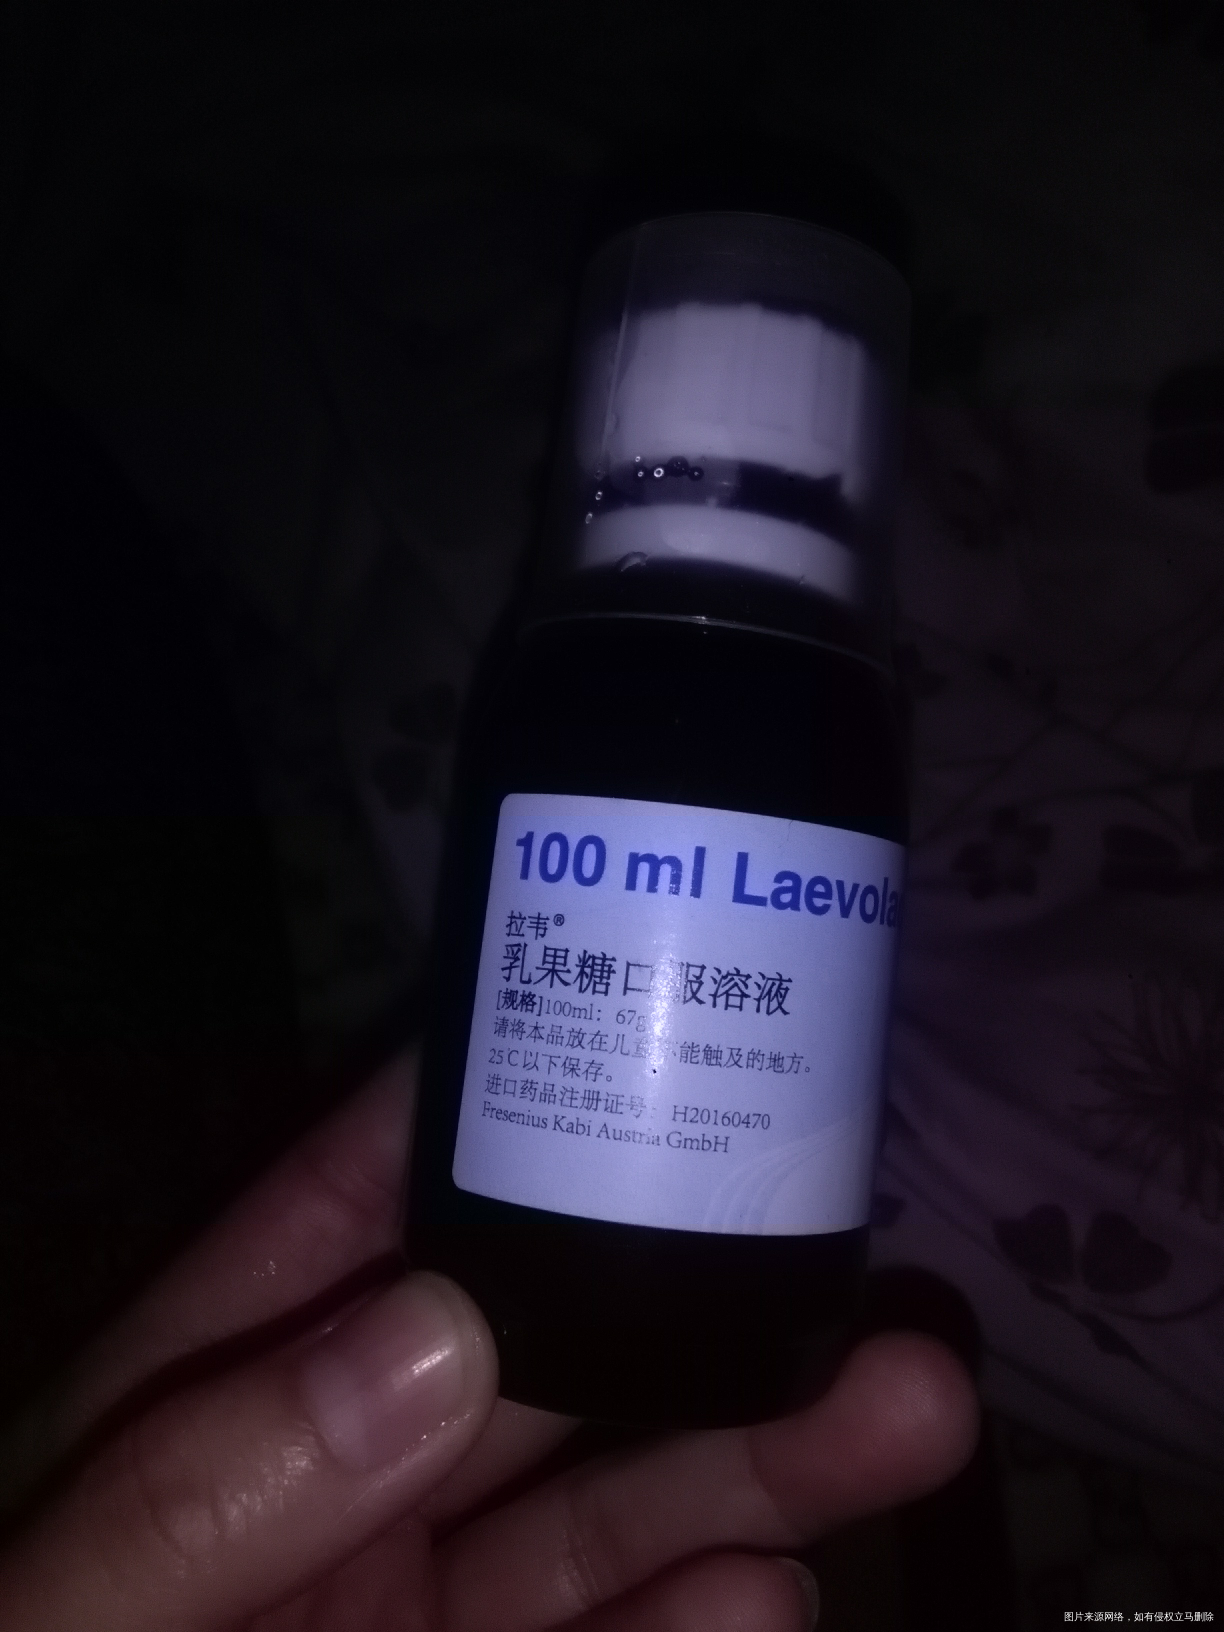 100 ml Laevola
拉韦®
乳果糖口服溶液
[规格]100ml：67g
请将本品放在儿童不能触及的地方。
25℃以下保存。
进口药品注册证号：H20160470
Fresenius Kabi Austria GmbH
图片来源网络，如有侵权立马删除